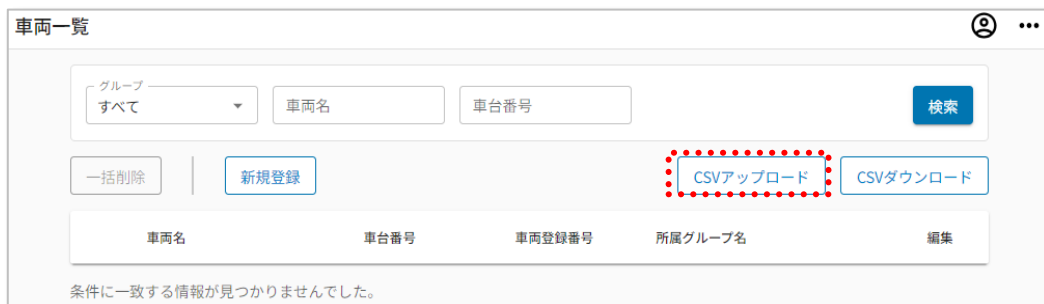 車両一覧
グループ
すべて
車両名
車台番号
検索
一括削除
新規登録
CSVアップロード
CSVダウンロード
車両名 車台番号 車両登録番号 所属グループ名 編集
条件に一致する情報が見つかりませんでした。